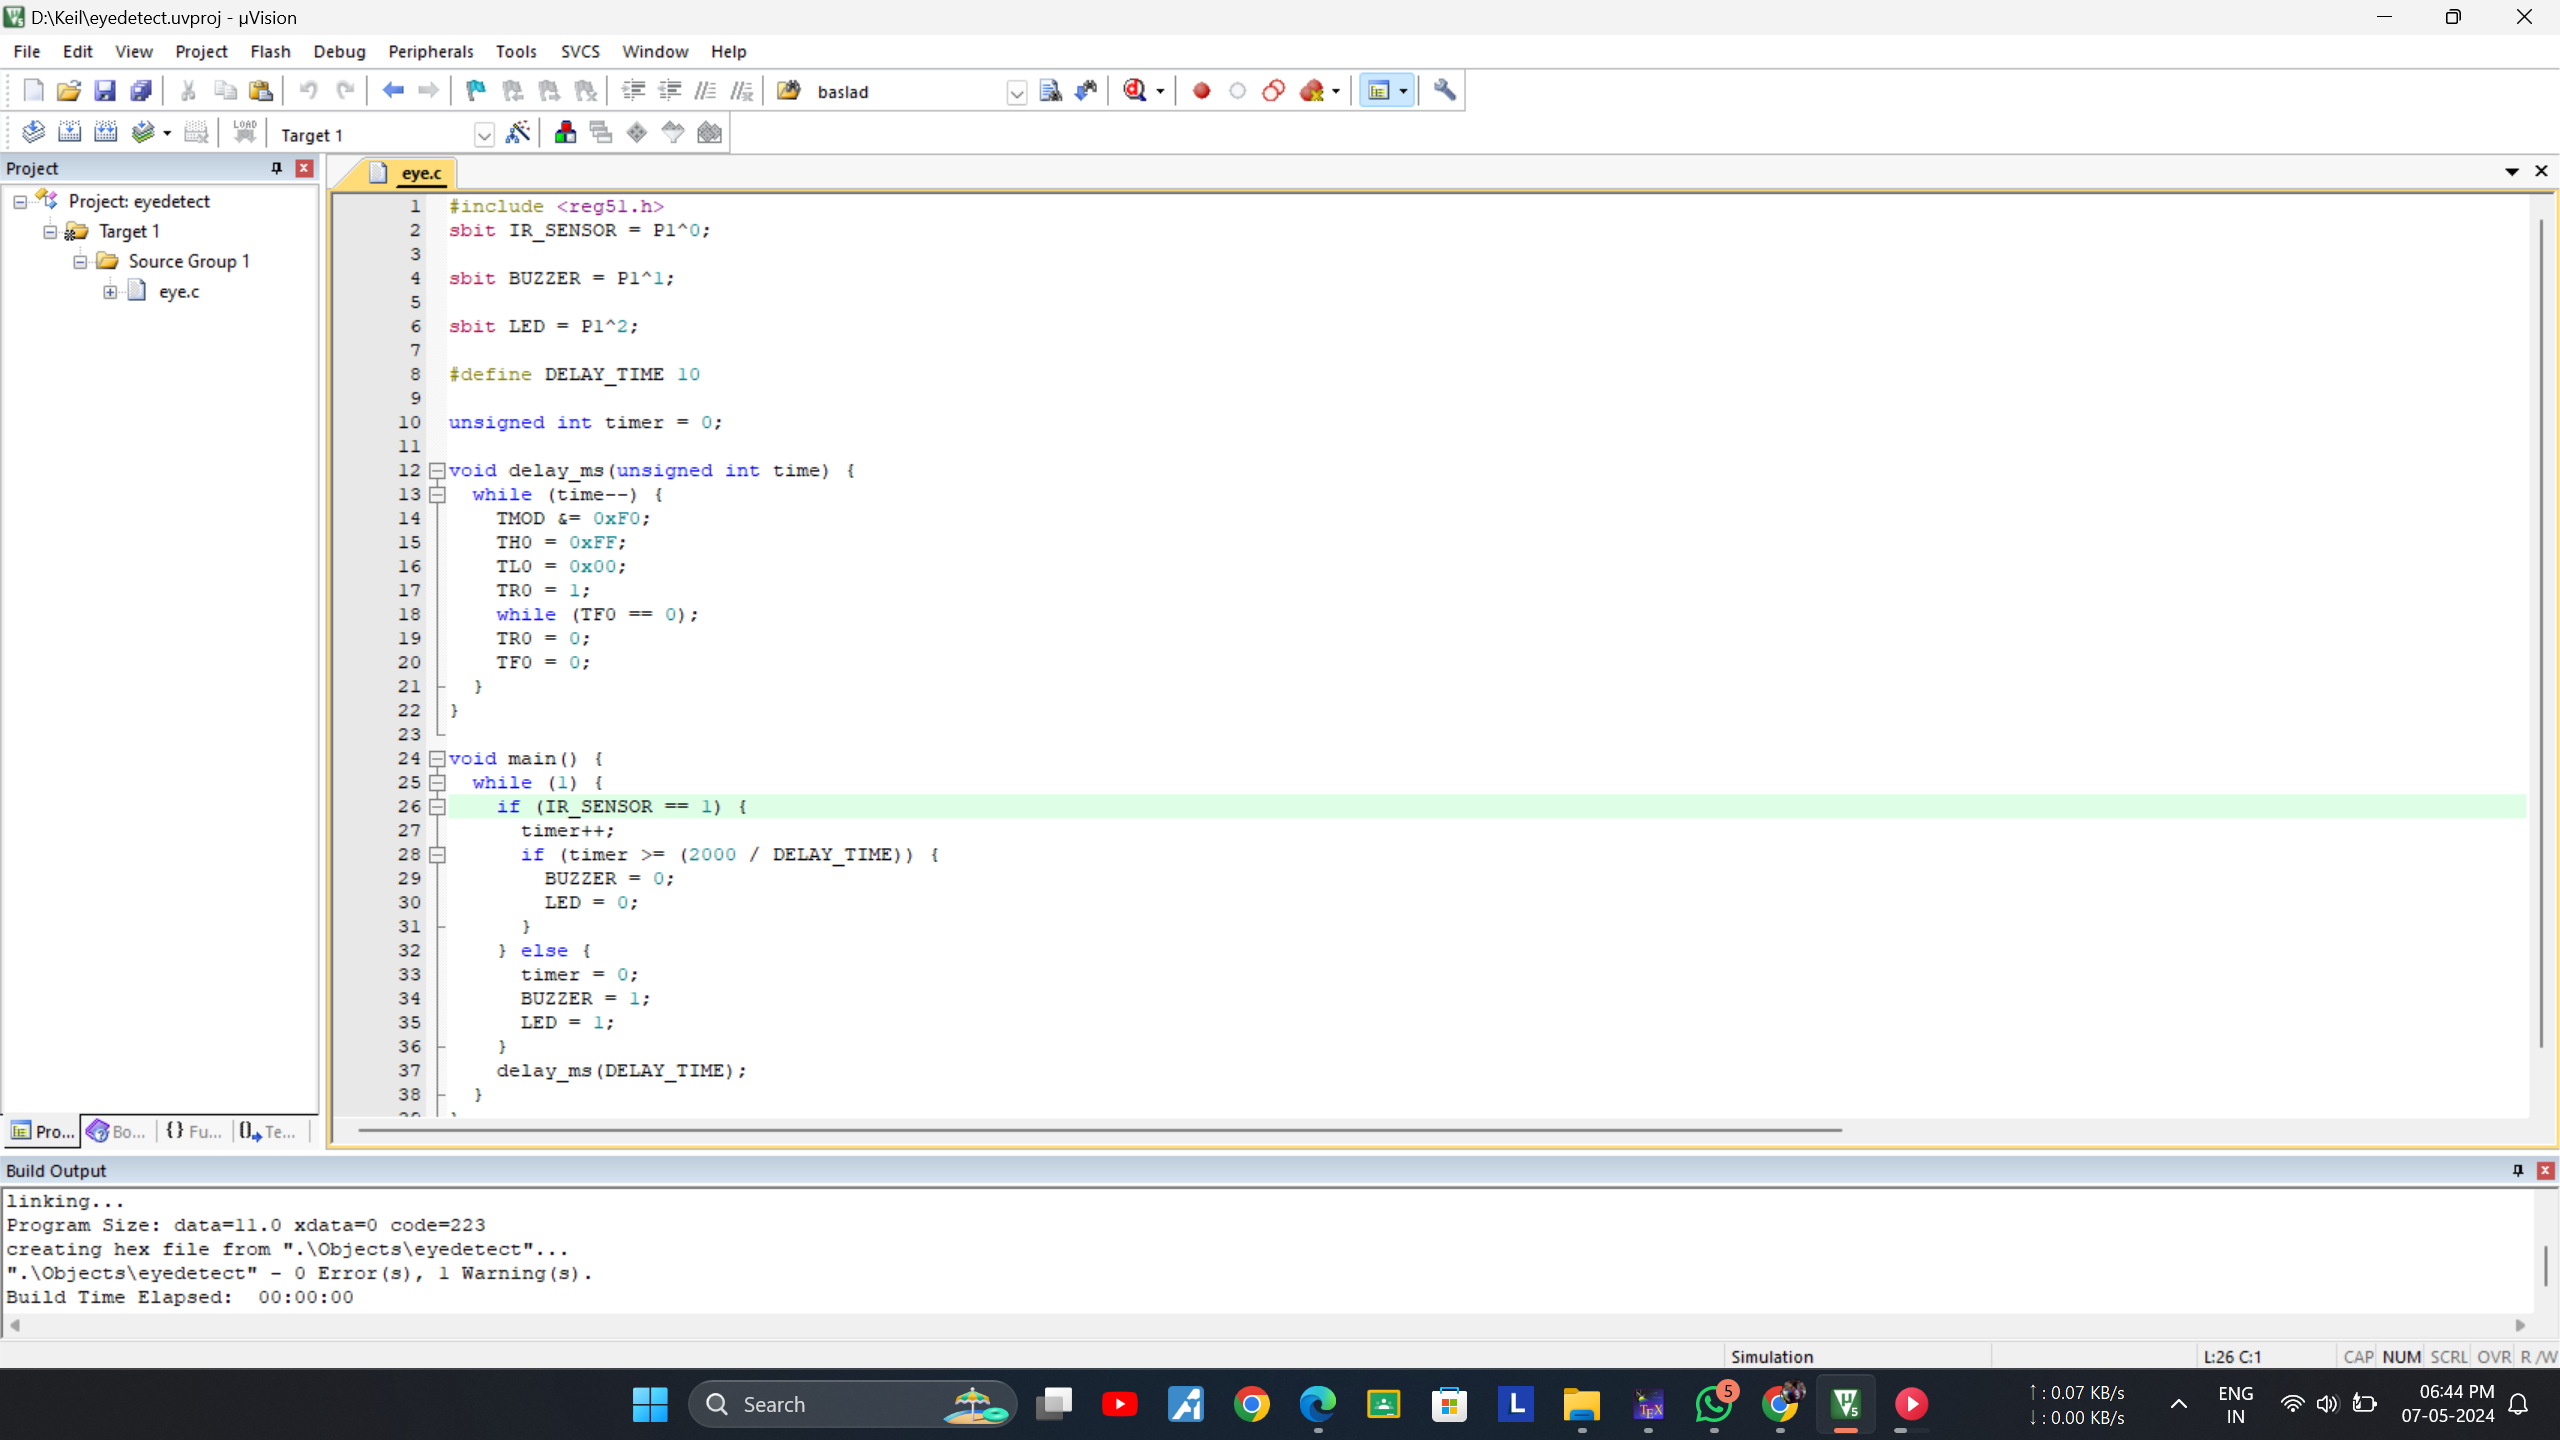 D:\Keil\eyedetect.uvproj - µVision
File Edit View Project Flash Debug Peripherals Tools SVCS Window Help
baslad
LOAD Target 1
Project
eye.c
Project: eyedetect
Target 1
Source Group 1
eye.c
1 #include <reg51.h>
2 sbit IR_SENSOR = P1^0;
3
4 sbit BUZZER = P1^1;
5
6 sbit LED = P1^2;
7
8 #define DELAY_TIME 10
9
10 unsigned int timer = 0;
11
12 void delay_ms(unsigned int time) {
13 while (time--) {
14 TMOD &= 0xF0;
15 TH0 = 0xFF;
16 TL0 = 0x00;
17 TR0 = 1;
18 while (TF0 == 0);
19 TR0 = 0;
20 TF0 = 0;
21 }
22 }
23
24 void main() {
25 while (1) {
26 if (IR_SENSOR == 1) {
27 timer++;
28 if (timer >= (2000 / DELAY_TIME)) {
29 BUZZER = 0;
30 LED = 0;
31 }
32 } else {
33 timer = 0;
34 BUZZER = 1;
35 LED = 1;
36 }
37 delay_ms(DELAY_TIME);
38 }
Pro... Bo... {} Fu... Te...
Build Output
linking...
Program Size: data=11.0 xdata=0 code=223
creating hex file from ".\Objects\eyedetect"...
".\Objects\eyedetect" - 0 Error(s), 1 Warning(s).
Build Time Elapsed: 00:00:00
Simulation L:26 C:1 CAP NUM SCRL OVR R/W
Search
L
TEX
5
↑ : 0.07 KB/s
↓ : 0.00 KB/s
ENG
IN
06:44 PM
07-05-2024